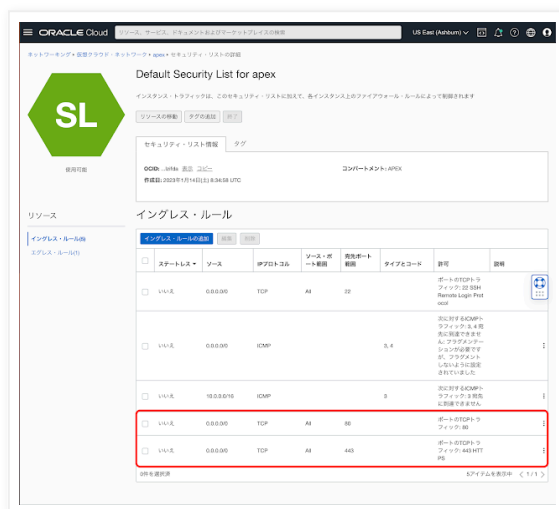 ORACLE Cloud
リソース、サービス、ドキュメントおよびマーケットプレイスの検索
US East (Ashburn)
ネットワーキング › 仮想クラウド・ネットワーク › apex › セキュリティ・リストの詳細
SL
使用可能
Default Security List for apex
インスタンス・トラフィックは、このセキュリティ・リストに加えて、各インスタンス上のファイアウォール・ルールによって制御されます
リソースの移動 タグの追加 終了
セキュリティ・リスト情報 タグ
OCID: 表示 コピー
コンパートメント: APEX
作成日: 2023年1月14日(土) 6:34:59 UTC
リソース
イングレス・ルール(5)
エグレス・ルール(1)
イングレス・ルール
イングレス・ルールの追加 編集 削除
ステートレス ソース IPプロトコル ソース・ポート範囲 宛先ポート範囲 タイプとコード 許可 説明
いいえ 0.0.0.0/0 TCP All 22 ポートのTCPトラフィック: 22 SSH Remote Login Protocol
いいえ 0.0.0.0/0 ICMP 3, 4 次に対するICMPトラフィック: 3, 4 宛先に到達できません: フラグメンテーションが必要ですが、フラグメントしないように設定されていました
いいえ 10.0.0.0/16 ICMP 3 次に対するICMPトラフィック: 3 宛先に到達できません
いいえ 0.0.0.0/0 TCP All 80 ポートのTCPトラフィック: 80
いいえ 0.0.0.0/0 TCP All 443 ポートのTCPトラフィック: 443 HTTPS
0件を選択済
5アイテムを表示中 < 1 / 1 >